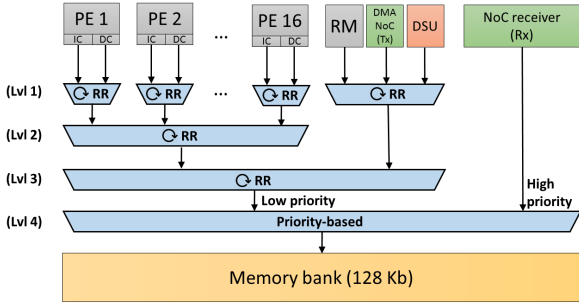 PE 1
IC DC
PE 2
IC DC
...
PE 16
IC DC
RM
DMA
NoC
(Tx)
DSU
NoC receiver
(Rx)
(Lvl 1)
RR
RR
...
RR
RR
(Lvl 2)
RR
(Lvl 3)
RR
Low priority
High
priority
(Lvl 4)
Priority-based
Memory bank (128 Kb)